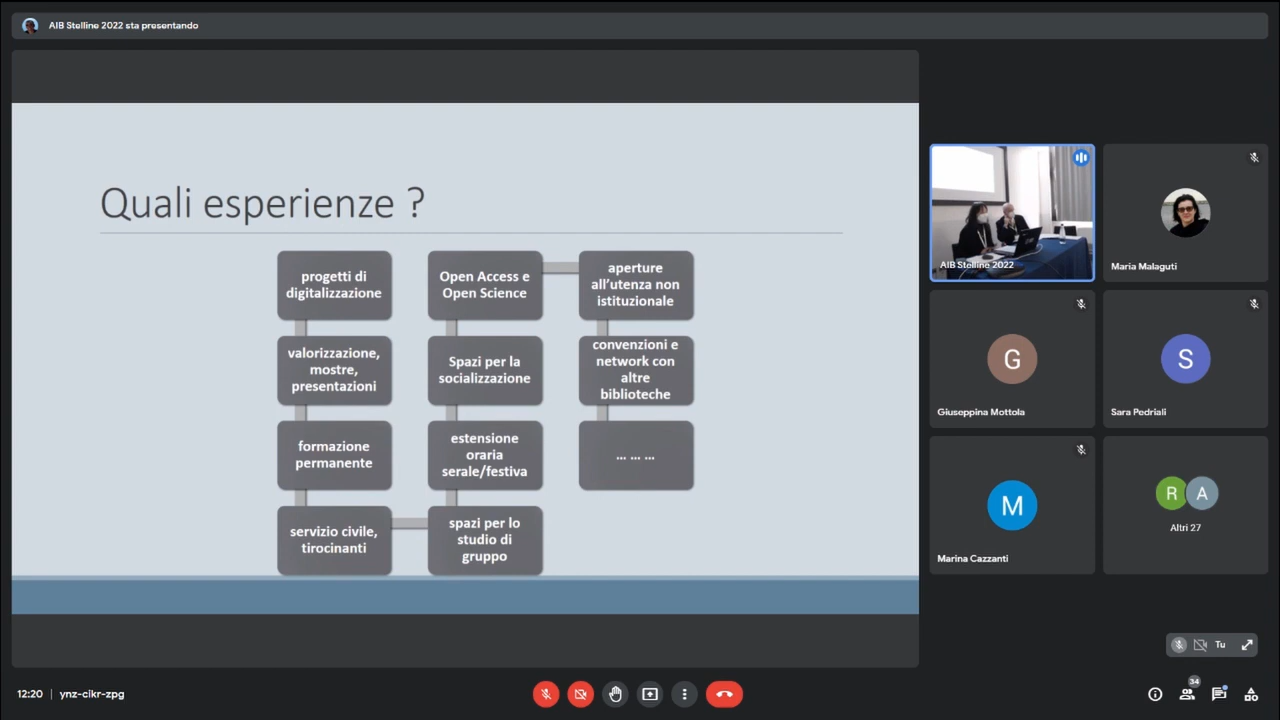 AIB Stelline 2022 sta presentando
Quali esperienze ?
progetti di
digitalizzazione
valorizzazione,
mostre,
presentazioni
formazione
permanente
servizio civile,
tirocinanti
Open Access e
Open Science
Spazi per la
socializzazione
estensione
oraria
serale/festiva
spazi per lo
studio di
gruppo
aperture
all'utenza non
istituzionale
convenzioni e
network con
altre
biblioteche
... ... ...
AIB Stelline 2022
Maria Malaguti
G
Giuseppina Mottola
S
Sara Pedriali
M
Marina Cazzanti
R A
Altri 27
Tu
12:20 | ynz-cikr-zpg
34